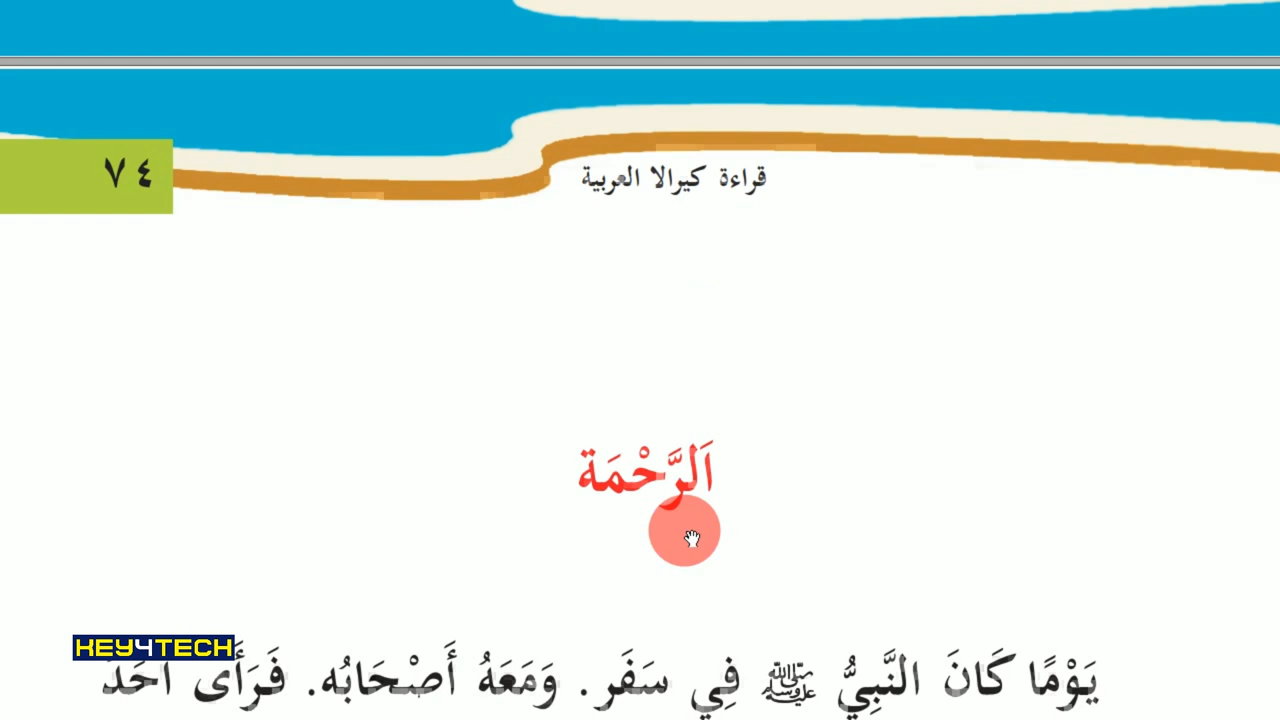 قراءة كيرالا العربية
٧٤
اَلرَّحْمَة
يَوْمًا كَانَ النَّبِيُّ ﷺ فِي سَفَر. وَمَعَهُ أَصْحَابُه. فَرَأَى أَحَدَ
KEY4TECH